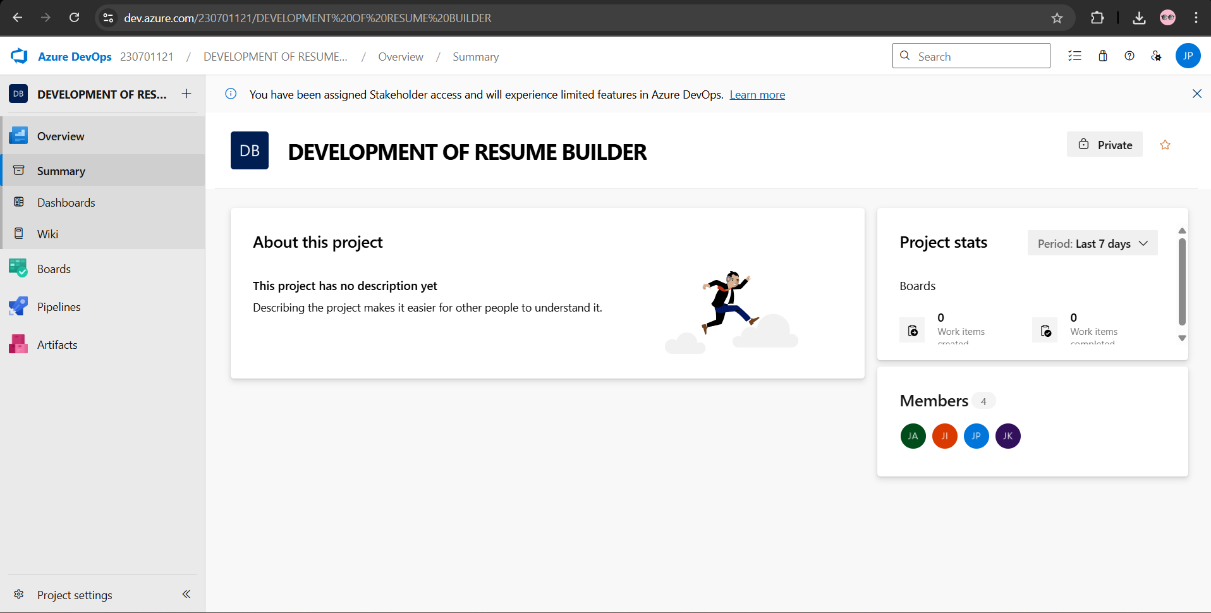 dev.azure.com/230701121/DEVELOPMENT%20OF%20RESUME%20BUILDER
Azure DevOps 230701121 / DEVELOPMENT OF RESUME... / Overview / Summary
Search
JP
DB DEVELOPMENT OF RES... +
You have been assigned Stakeholder access and will experience limited features in Azure DevOps. Learn more
Overview
Summary
Dashboards
Wiki
Boards
Pipelines
Artifacts
Project settings
DB DEVELOPMENT OF RESUME BUILDER
Private
About this project
This project has no description yet
Describing the project makes it easier for other people to understand it.
Project stats
Period: Last 7 days
Boards
0
Work items
created
0
Work items
completed
Members 4
JA JI JP JK